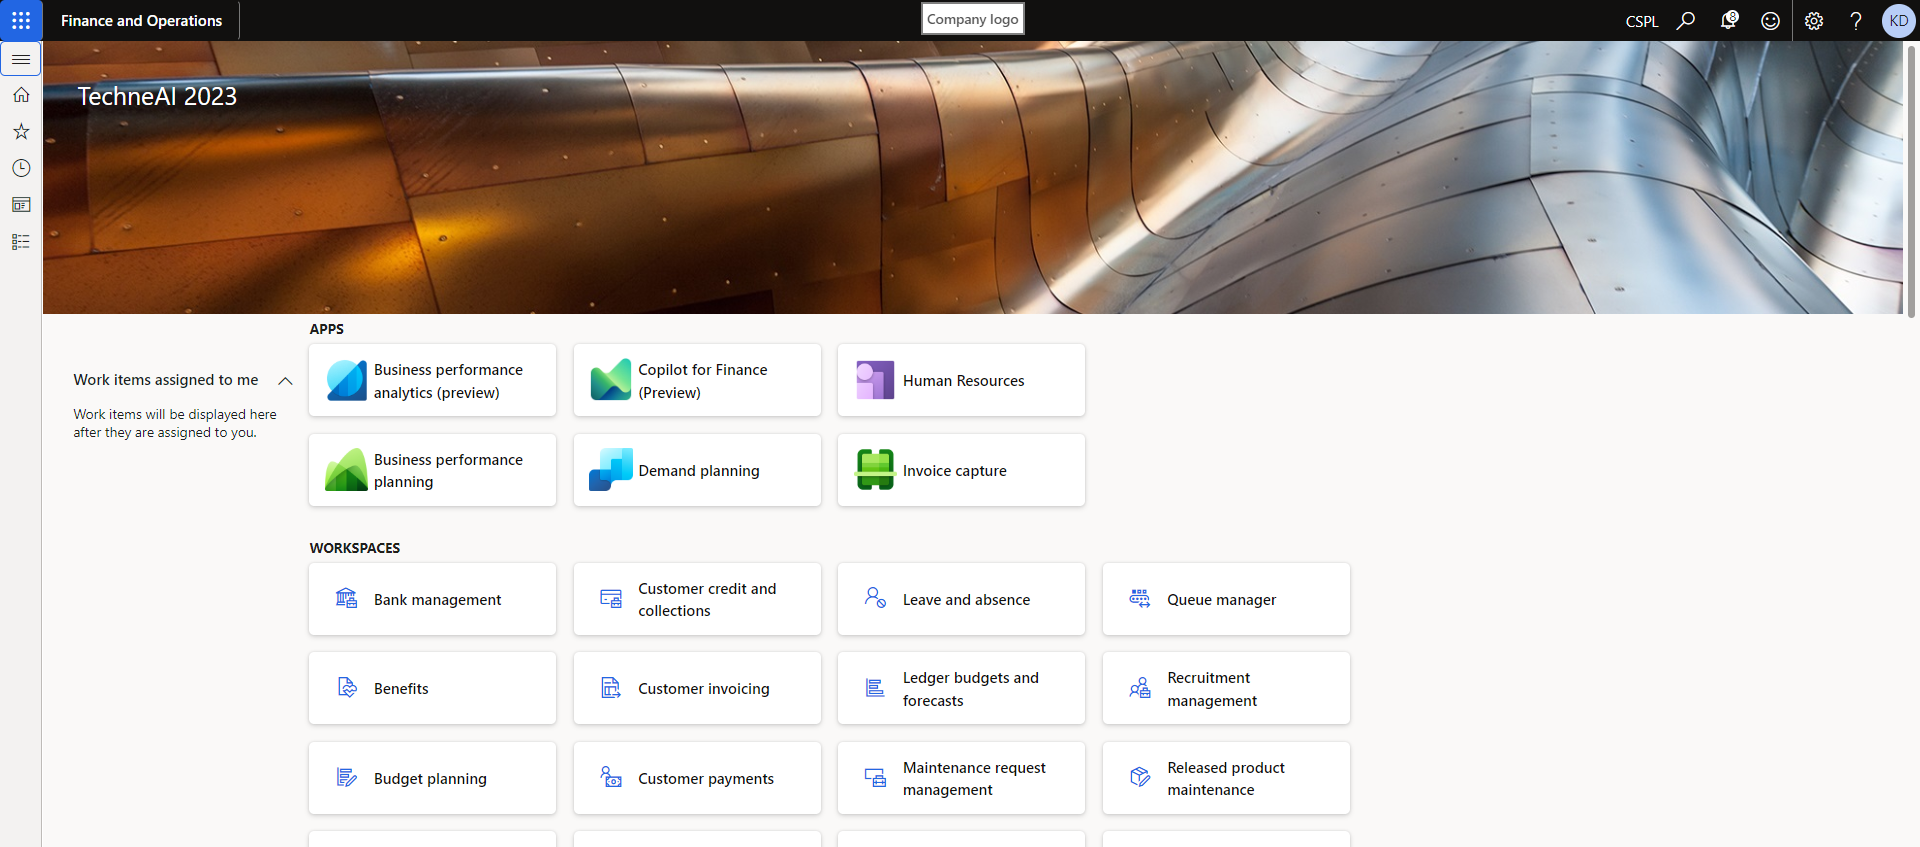 Finance and Operations
Company logo
CSPL
8
KD
TechneAI 2023
APPS
Work items assigned to me
Work items will be displayed here
after they are assigned to you.
Business performance
analytics (preview)
Copilot for Finance
(Preview)
Human Resources
Business performance
planning
Demand planning
Invoice capture
WORKSPACES
Bank management
Customer credit and
collections
Leave and absence
Queue manager
Benefits
Customer invoicing
Ledger budgets and
forecasts
Recruitment
management
Budget planning
Customer payments
Maintenance request
management
Released product
maintenance